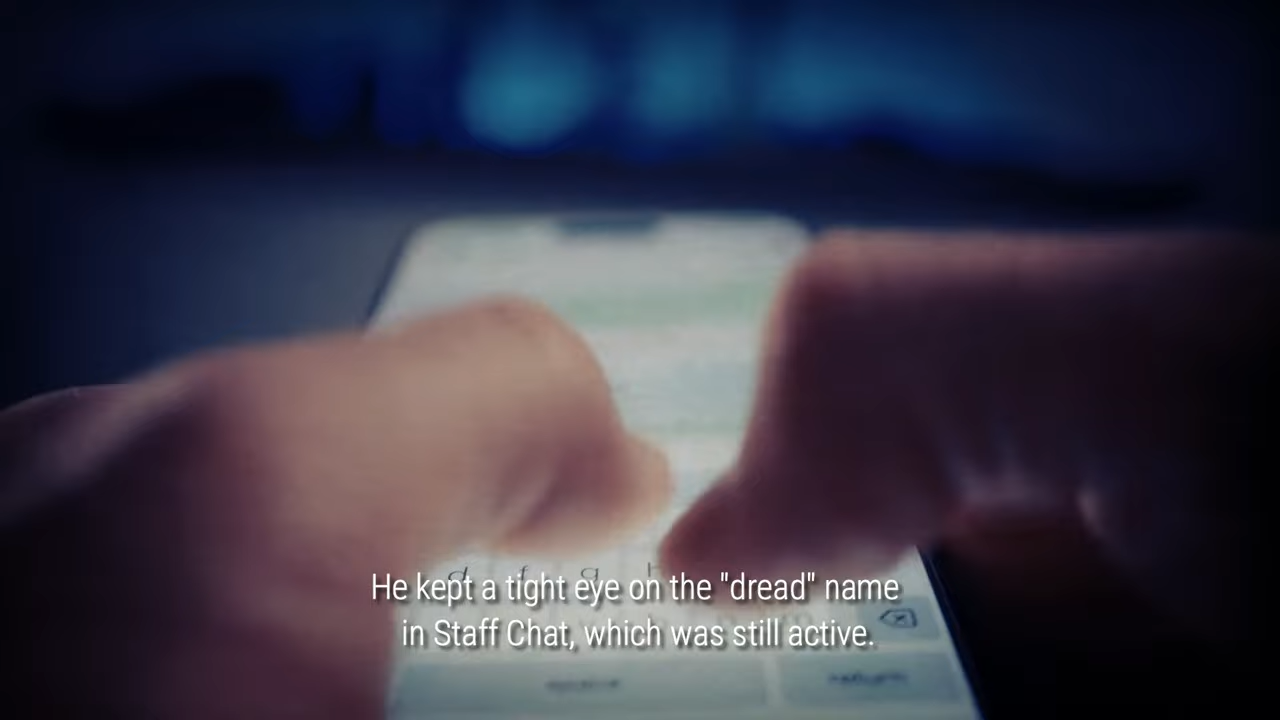 d f g
He kept a tight eye on the "dread" name
in Staff Chat, which was still active.